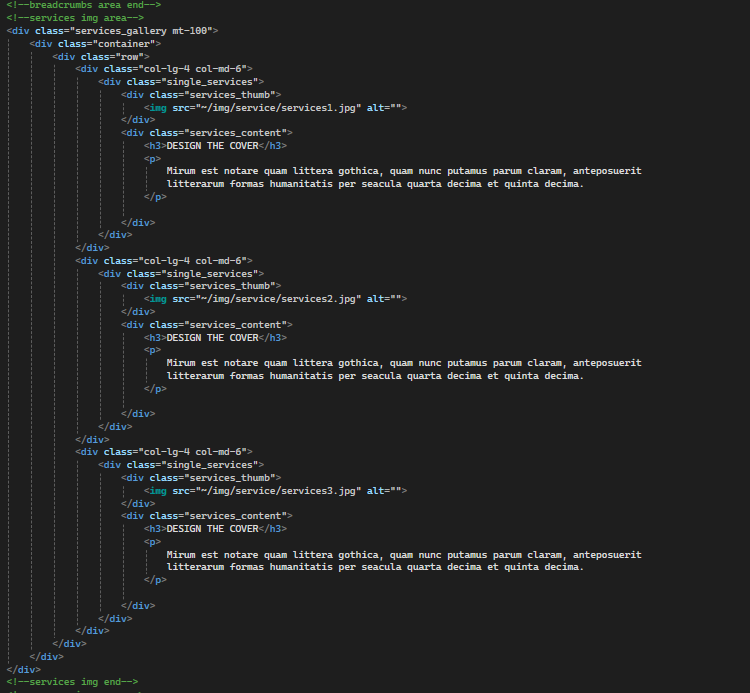 <!--breadcrumbs area end-->
<!--services img area-->
<div class="services_gallery mt-100">
<div class="container">
<div class="row">
<div class="col-lg-4 col-md-6">
<div class="single_services">
<div class="services_thumb">
<img src="~/img/service/services1.jpg" alt="">
</div>
<div class="services_content">
<h3>DESIGN THE COVER</h3>
<p>
Mirum est notare quam littera gothica, quam nunc putamus parum claram, anteposuerit
litterarum formas humanitatis per seacula quarta decima et quinta decima.
</p>
</div>
</div>
</div>
<div class="col-lg-4 col-md-6">
<div class="single_services">
<div class="services_thumb">
<img src="~/img/service/services2.jpg" alt="">
</div>
<div class="services_content">
<h3>DESIGN THE COVER</h3>
<p>
Mirum est notare quam littera gothica, quam nunc putamus parum claram, anteposuerit
litterarum formas humanitatis per seacula quarta decima et quinta decima.
</p>
</div>
</div>
</div>
<div class="col-lg-4 col-md-6">
<div class="single_services">
<div class="services_thumb">
<img src="~/img/service/services3.jpg" alt="">
</div>
<div class="services_content">
<h3>DESIGN THE COVER</h3>
<p>
Mirum est notare quam littera gothica, quam nunc putamus parum claram, anteposuerit
litterarum formas humanitatis per seacula quarta decima et quinta decima.
</p>
</div>
</div>
</div>
</div>
</div>
</div>
<!--services img end-->